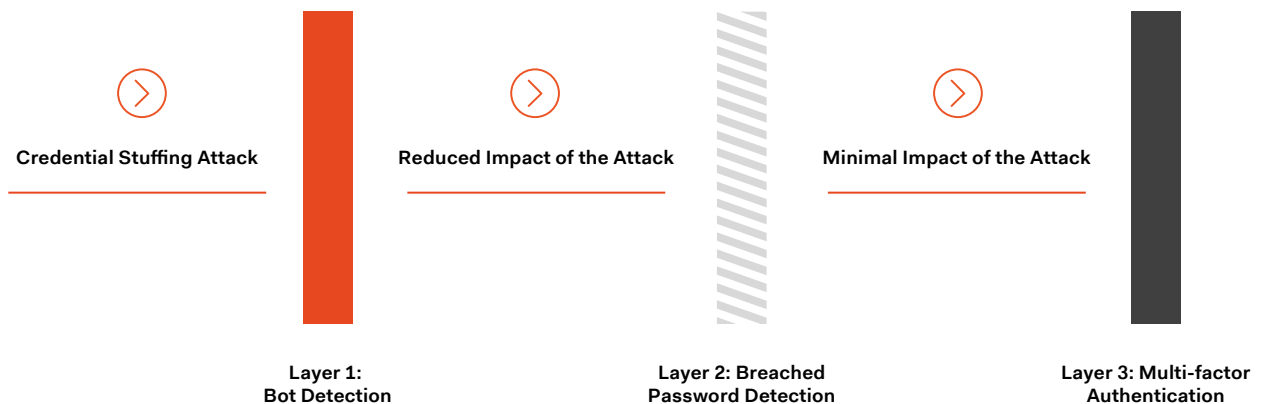 Credential Stuffing Attack
Reduced Impact of the Attack
Minimal Impact of the Attack
Layer 1:
Bot Detection
Layer 2: Breached
Password Detection
Layer 3: Multi-factor
Authentication